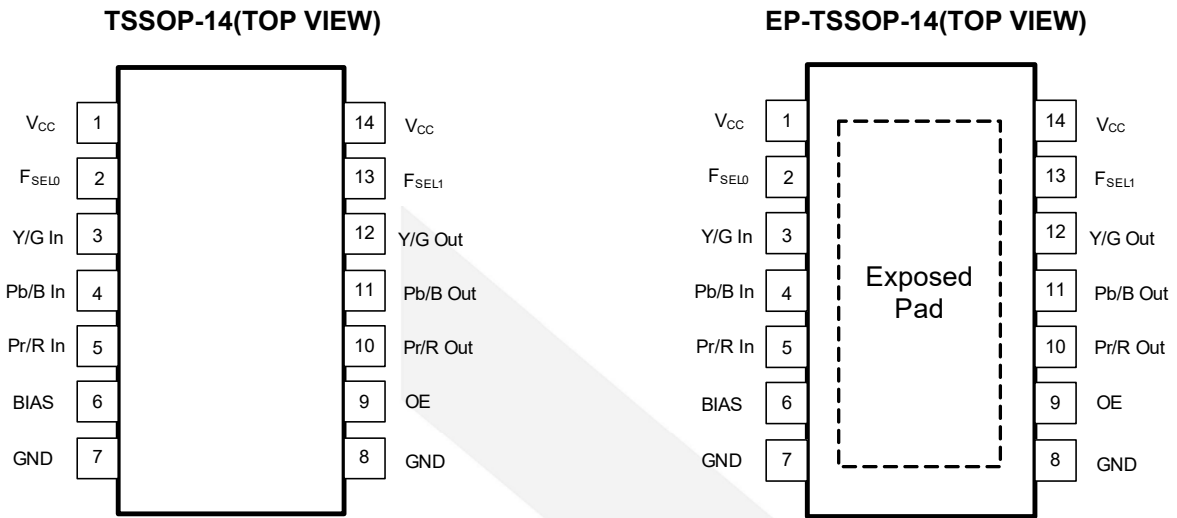 TSSOP-14(TOP VIEW)
VCC 1 14 VCC
FSEL0 2 13 FSEL1
Y/G In 3 12 Y/G Out
Pb/B In 4 11 Pb/B Out
Pr/R In 5 10 Pr/R Out
BIAS 6 9 OE
GND 7 8 GND
EP-TSSOP-14(TOP VIEW)
VCC 1 14 VCC
FSEL0 2 13 FSEL1
Y/G In 3 12 Y/G Out
Pb/B In 4 Exposed 11 Pb/B Out
Pad
Pr/R In 5 10 Pr/R Out
BIAS 6 9 OE
GND 7 8 GND